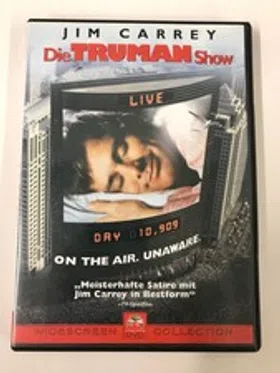 JIM CARREY
Die TRUMAN Show
LIVE
DAY 10,909
ON THE AIR. UNAWARE.
„Meisterhafte Satire mit
Jim Carrey in Bestform“
WIDESCREEN DVD COLLECTION